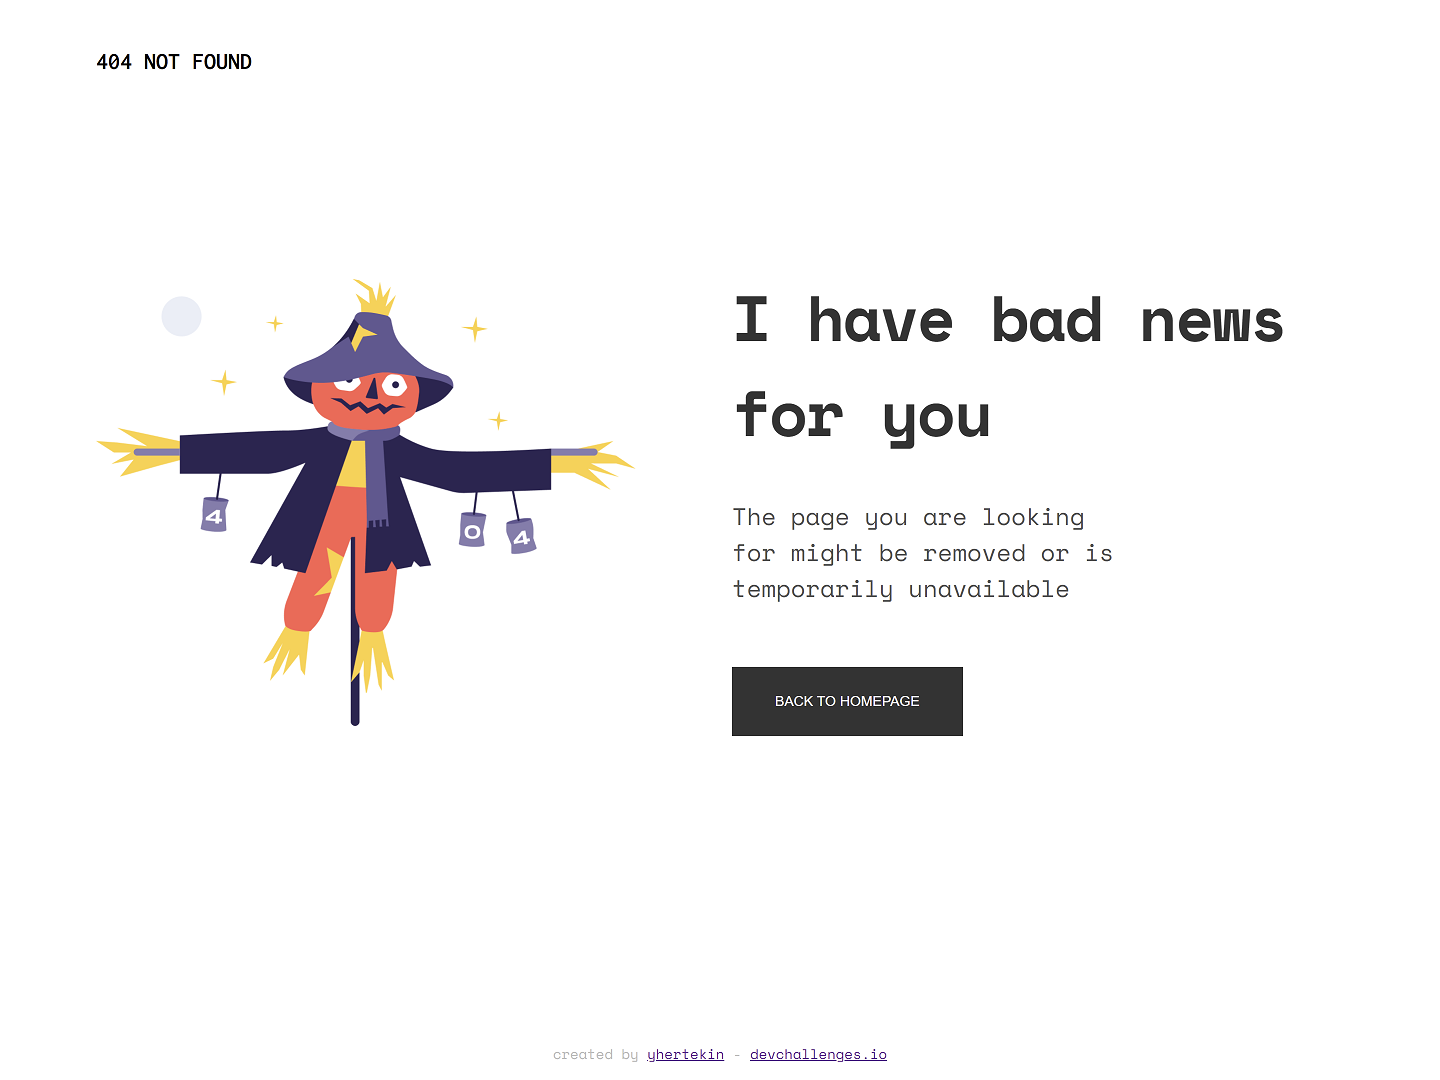 404 NOT FOUND
I have bad news
for you
4
0
4
The page you are looking
for might be removed or is
temporarily unavailable
BACK TO HOMEPAGE
created by yhertekin - devchallenges.io